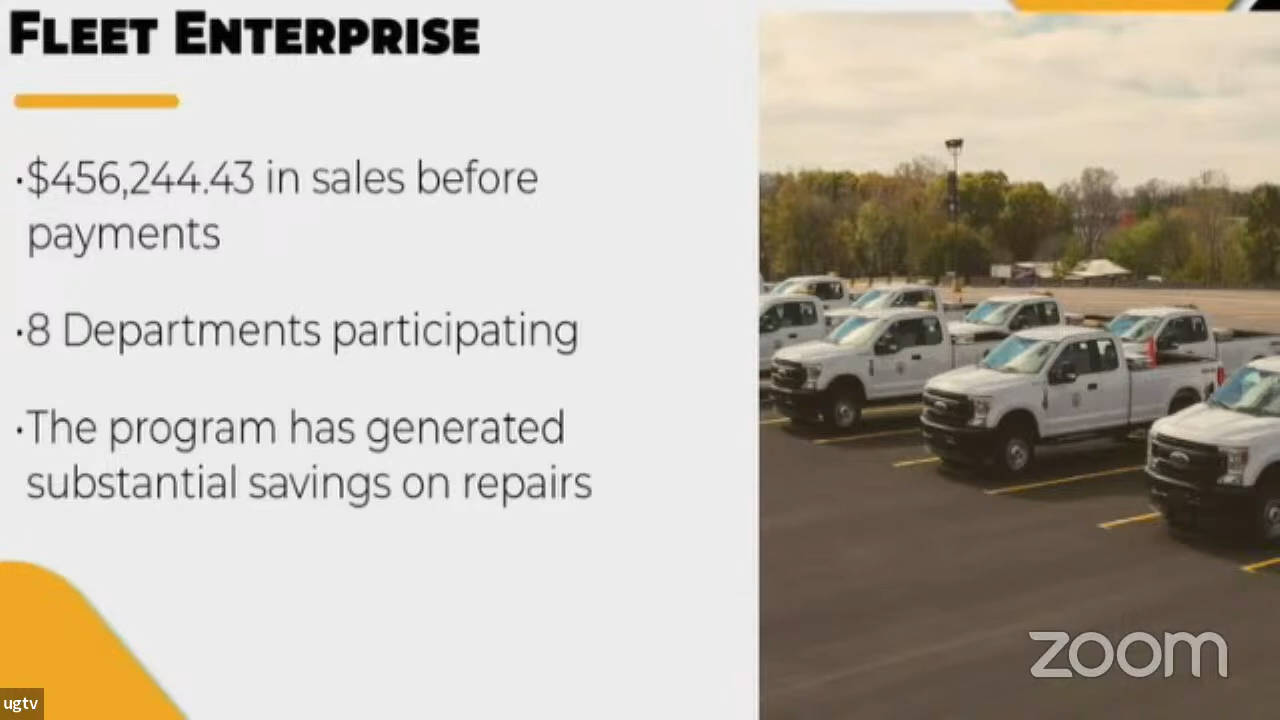 FLEET ENTERPRISE
·$456,244.43 in sales before
payments
·8 Departments participating
·The program has generated
substantial savings on repairs
zoom
ugtv